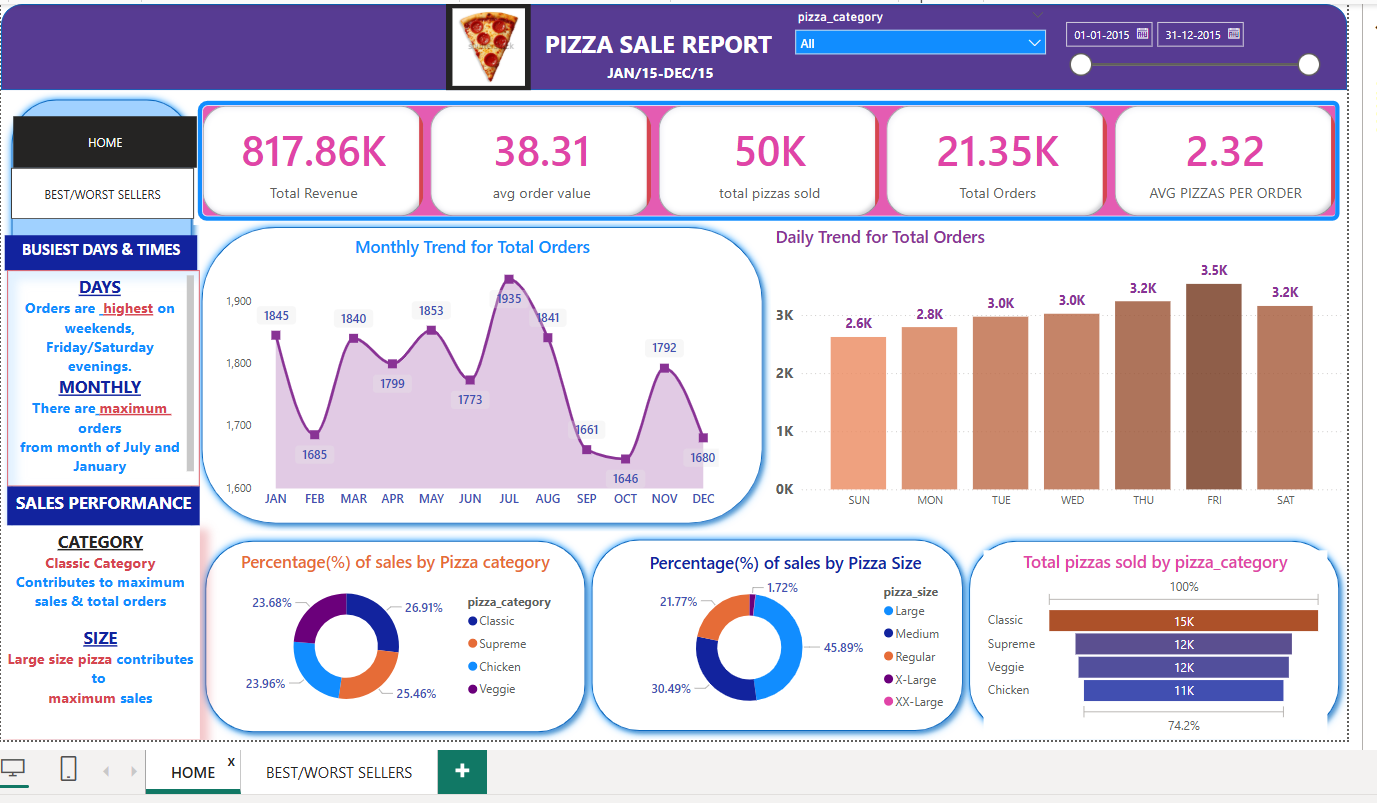 pizza_category
All
PIZZA SALE REPORT
JAN/15-DEC/15
01-01-2015
31-12-2015
HOME
BEST/WORST SELLERS
817.86K
Total Revenue
38.31
avg order value
50K
total pizzas sold
21.35K
Total Orders
2.32
AVG PIZZAS PER ORDER
BUSIEST DAYS & TIMES
DAYS
Orders are highest on
weekends,
Friday/Saturday
evenings.
MONTHLY
There are maximum
orders
from month of July and
January
SALES PERFORMANCE
CATEGORY
Classic Category
Contributes to maximum
sales & total orders
SIZE
Large size pizza contributes
to
maximum sales
Monthly Trend for Total Orders
1,900
1,800
1,700
1,600
1845
1685
1840
1799
1853
1773
1935
1841
1661
1646
1792
1680
JAN FEB MAR APR MAY JUN JUL AUG SEP OCT NOV DEC
Daily Trend for Total Orders
3K
2K
1K
0K
2.6K
2.8K
3.0K
3.0K
3.2K
3.5K
3.2K
SUN MON TUE WED THU FRI SAT
Percentage(%) of sales by Pizza category
23.68%
26.91%
23.96%
25.46%
pizza_category
Classic
Supreme
Chicken
Veggie
Percentage(%) of sales by Pizza Size
1.72%
21.77%
45.89%
30.49%
pizza_size
Large
Medium
Regular
X-Large
XX-Large
Total pizzas sold by pizza_category
100%
Classic 15K
Supreme 12K
Veggie 12K
Chicken 11K
74.2%
HOME
X
BEST/WORST SELLERS
+